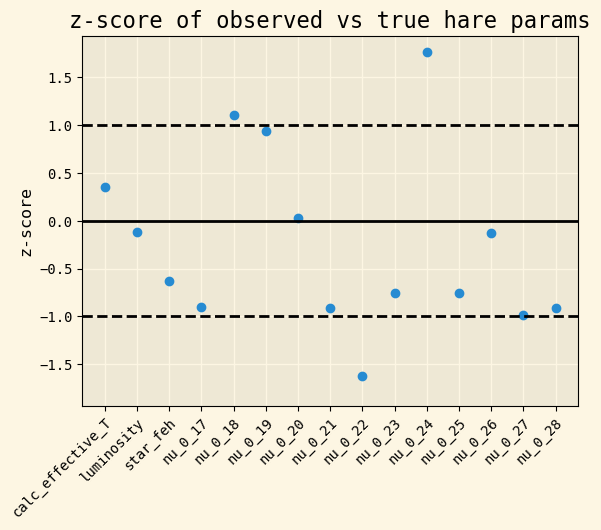 z-score of observed vs true hare params
z-score
1.5
1.0
0.5
0.0
−0.5
−1.0
−1.5
calc_effective_T
luminosity
star_feh
nu_0_17
nu_0_18
nu_0_19
nu_0_20
nu_0_21
nu_0_22
nu_0_23
nu_0_24
nu_0_25
nu_0_26
nu_0_27
nu_0_28